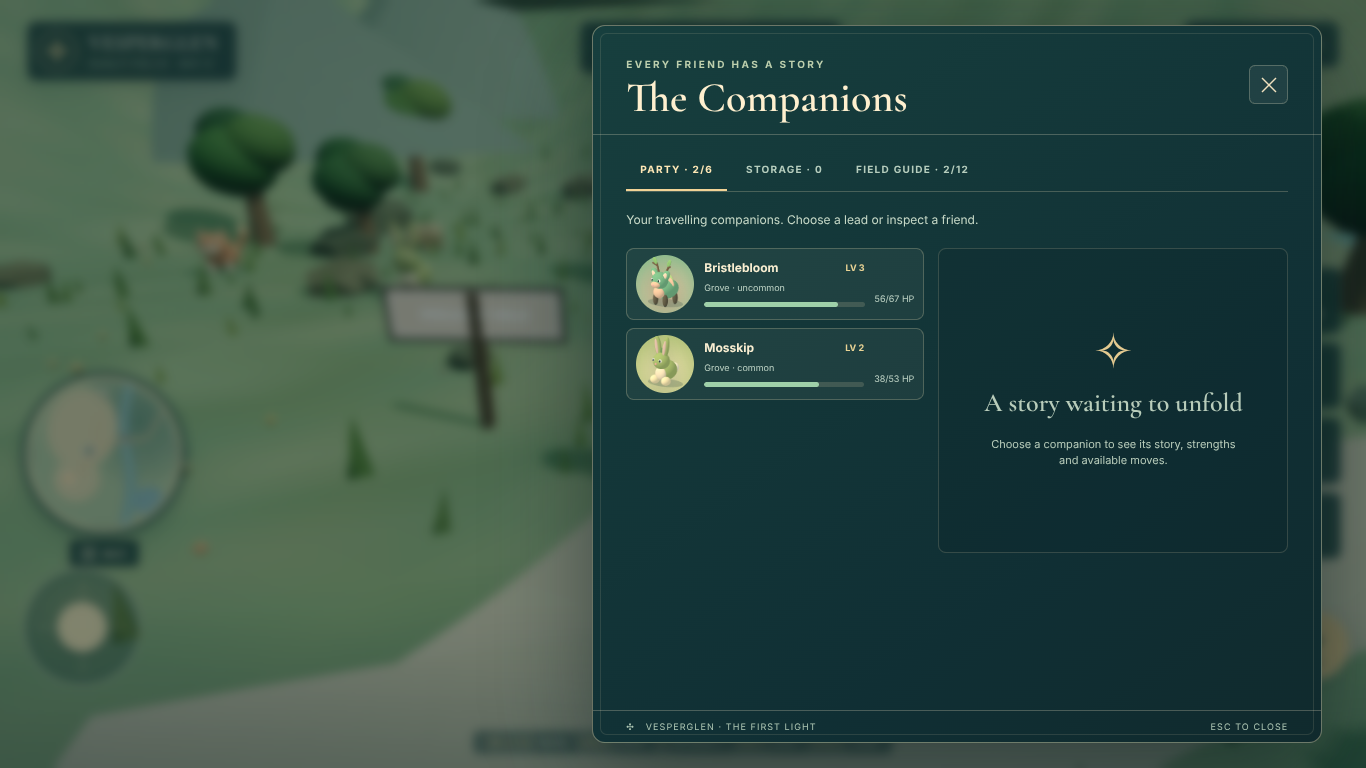 EVERY FRIEND HAS A STORY
The Companions
PARTY · 2/6
STORAGE · 0
FIELD GUIDE · 2/12
Your travelling companions. Choose a lead or inspect a friend.
Bristlebloom
LV 3
Grove · uncommon
56/67 HP
Mosskip
LV 2
Grove · common
38/53 HP
A story waiting to unfold
Choose a companion to see its story, strengths
and available moves.
VESPERGLEN · THE FIRST LIGHT
ESC TO CLOSE